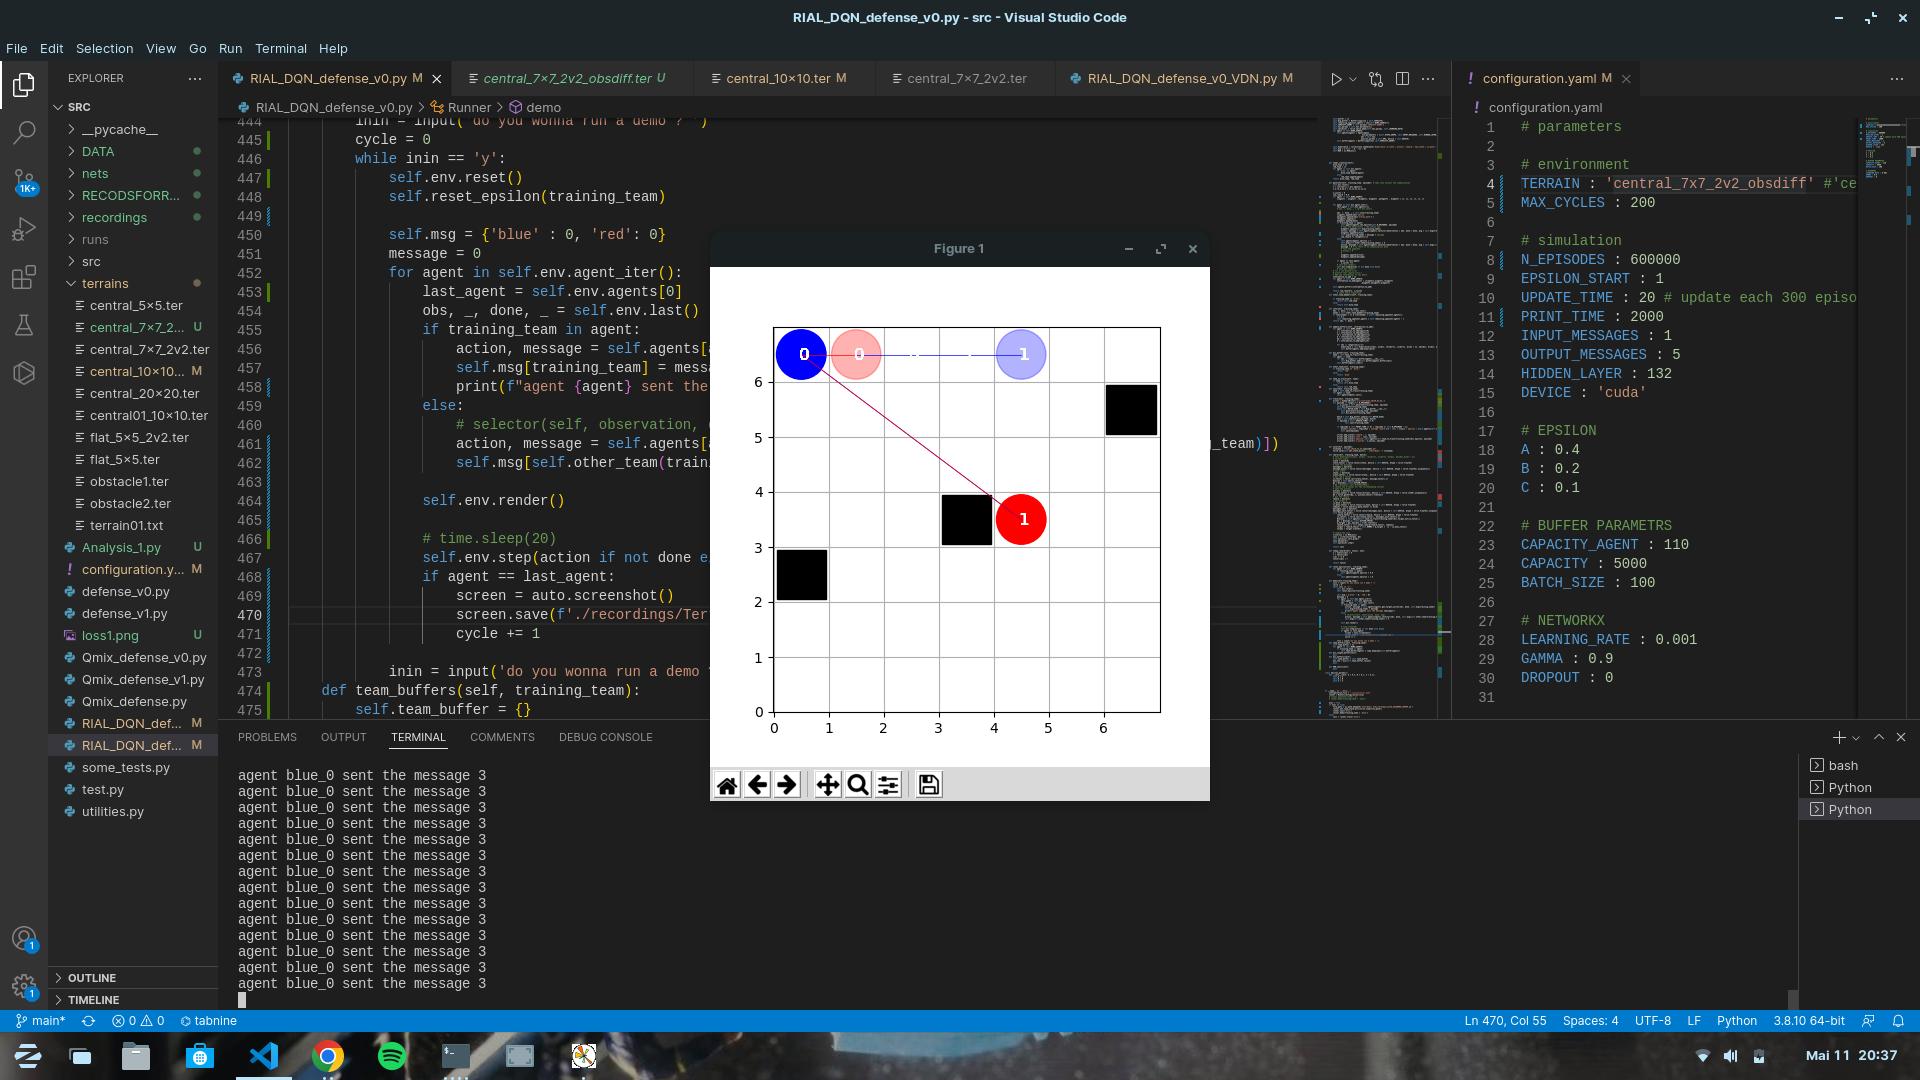 RIAL_DQN_defense_v0.py - src - Visual Studio Code
File Edit Selection View Go Run Terminal Help
EXPLORER
SRC
__pycache__
DATA
nets
RECODSFORR...
recordings
runs
src
terrains
central_5×5.ter
central_7×7_2... U
central_7×7_2v2.ter
central_10×10... M
central_20×20.ter
central01_10×10.ter
flat_5×5_2v2.ter
flat_5×5.ter
obstacle1.ter
obstacle2.ter
terrain01.txt
Analysis_1.py U
configuration.y... M
defense_v0.py
defense_v1.py
loss1.png U
Qmix_defense_v0.py
Qmix_defense_v1.py
Qmix_defense.py
RIAL_DQN_def... M
RIAL_DQN_def... M
some_tests.py
test.py
utilities.py
OUTLINE
TIMELINE
1K+
1
1
RIAL_DQN_defense_v0.py M central_7×7_2v2_obsdiff.ter U central_10×10.ter M central_7×7_2v2.ter RIAL_DQN_defense_v0_VDN.py M
RIAL_DQN_defense_v0.py > Runner > demo
444 inin = input('do you wonna run a demo ? ')
445 cycle = 0
446 while inin == 'y':
447 self.env.reset()
448 self.reset_epsilon(training_team)
449
450 self.msg = {'blue' : 0, 'red': 0}
451 message = 0
452 for agent in self.env.agent_iter():
453 last_agent = self.env.agents[0]
454 obs, _, done, _ = self.env.last()
455 if training_team in agent:
456 action, message = self.agents[
457 self.msg[training_team] = mess
458 print(f"agent {agent} sent the
459 else:
460 # selector(self, observation,
461 action, message = self.agents[ _team)])
462 self.msg[self.other_team(train
463
464 self.env.render()
465
466 # time.sleep(20)
467 self.env.step(action if not done e
468 if agent == last_agent:
469 screen = auto.screenshot()
470 screen.save(f'./recordings/Ter
471 cycle += 1
472
473 inin = input('do you wonna run a demo
474 def team_buffers(self, training_team):
475 self.team_buffer = {}
Figure 1
0 0 1
1
6
5
4
3
2
1
0
0 1 2 3 4 5 6
configuration.yaml M
configuration.yaml
1 # parameters
2
3 # environment
4 TERRAIN : 'central_7x7_2v2_obsdiff' #'ce
5 MAX_CYCLES : 200
6
7 # simulation
8 N_EPISODES : 600000
9 EPSILON_START : 1
10 UPDATE_TIME : 20 # update each 300 episo
11 PRINT_TIME : 2000
12 INPUT_MESSAGES : 1
13 OUTPUT_MESSAGES : 5
14 HIDDEN_LAYER : 132
15 DEVICE : 'cuda'
16
17 # EPSILON
18 A : 0.4
19 B : 0.2
20 C : 0.1
21
22 # BUFFER PARAMETRS
23 CAPACITY_AGENT : 110
24 CAPACITY : 5000
25 BATCH_SIZE : 100
26
27 # NETWORKX
28 LEARNING_RATE : 0.001
29 GAMMA : 0.9
30 DROPOUT : 0
31
PROBLEMS OUTPUT TERMINAL COMMENTS DEBUG CONSOLE
agent blue_0 sent the message 3
agent blue_0 sent the message 3
agent blue_0 sent the message 3
agent blue_0 sent the message 3
agent blue_0 sent the message 3
agent blue_0 sent the message 3
agent blue_0 sent the message 3
agent blue_0 sent the message 3
agent blue_0 sent the message 3
agent blue_0 sent the message 3
agent blue_0 sent the message 3
agent blue_0 sent the message 3
agent blue_0 sent the message 3
agent blue_0 sent the message 3
bash
Python
Python
main* 0 0 tabnine Ln 470, Col 55 Spaces: 4 UTF-8 LF Python 3.8.10 64-bit
Mai 11 20:37